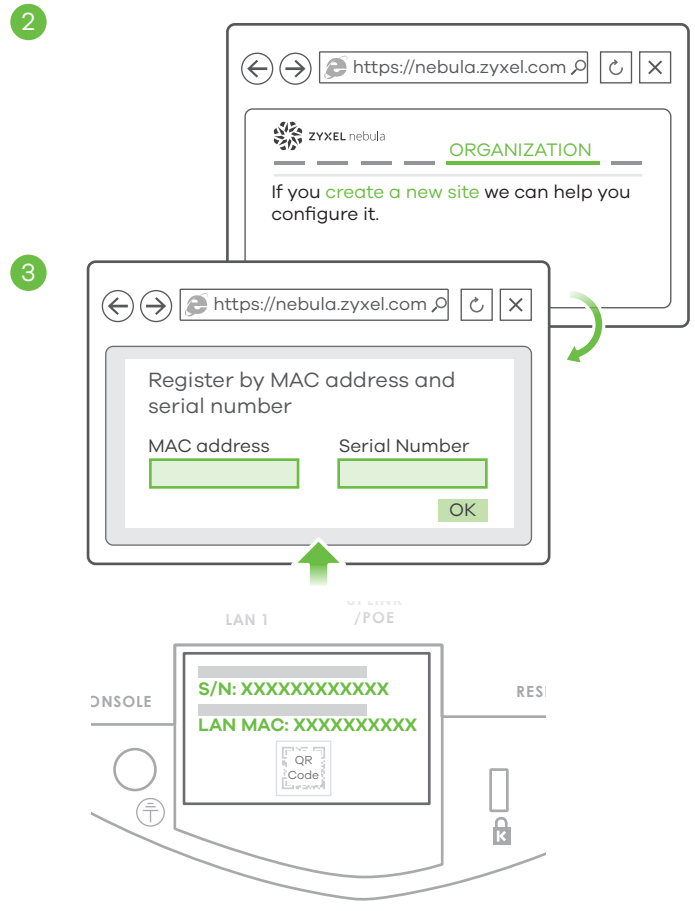 2
https://nebula.zyxel.com
ZYXEL nebula
ORGANIZATION
If you create a new site we can help you
configure it.
3
https://nebula.zyxel.com
Register by MAC address and
serial number
MAC address Serial Number
OK
UPLINK
LAN 1 /POE
S/N: XXXXXXXXXXXX
ONSOLE RES
LAN MAC: XXXXXXXXXX
QR
Code
K